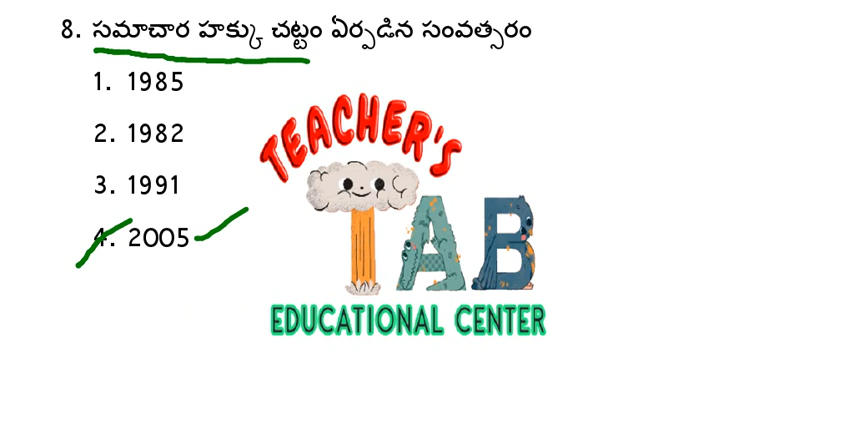 8. సమాచార హక్కు చట్టం ఏర్పడిన సంవత్సరం
1. 1985
2. 1982
3. 1991
4. 2005
TEACHER'S
TAB
EDUCATIONAL CENTER